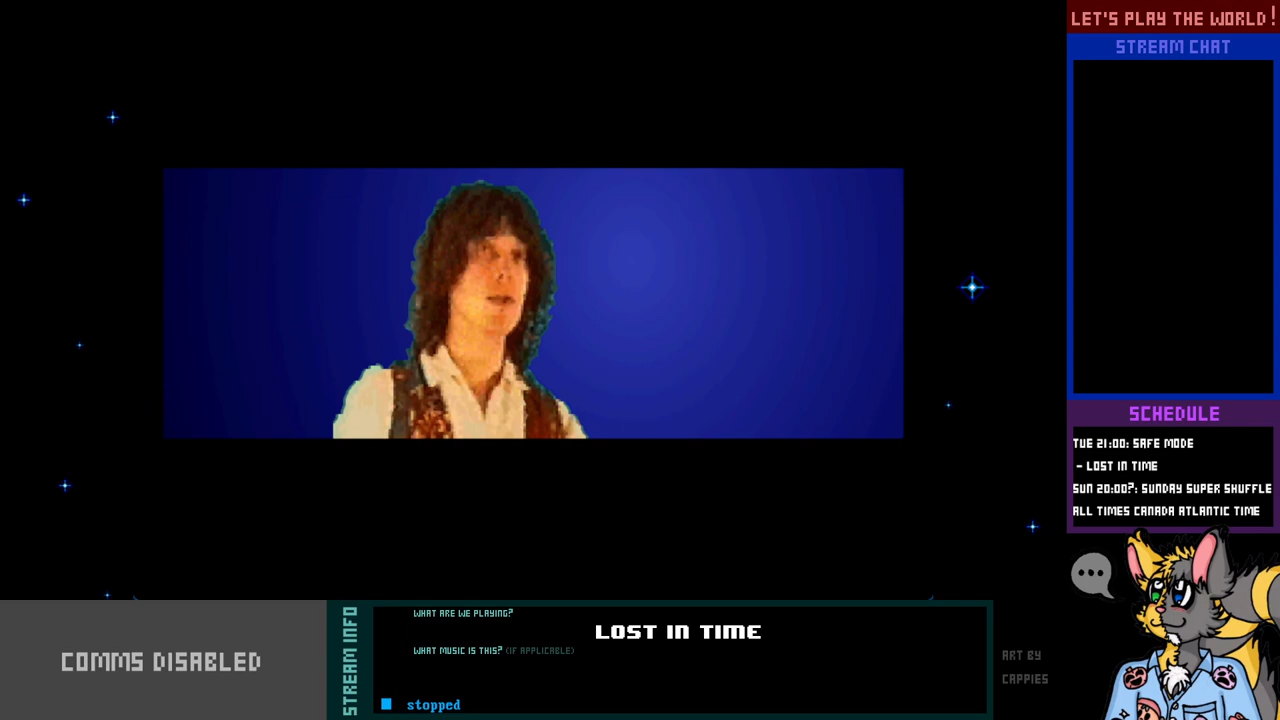 LET'S PLAY THE WORLD!
STREAM CHAT
SCHEDULE
TUE 21:00: SAFE MODE
- LOST IN TIME
SUN 20:00?: SUNDAY SUPER SHUFFLE
ALL TIMES CANADA ATLANTIC TIME
COMMS DISABLED
STREAM INFO
WHAT ARE WE PLAYING?
LOST IN TIME
WHAT MUSIC IS THIS? (IF APPLICABLE)
stopped
ART BY
CAPPIES